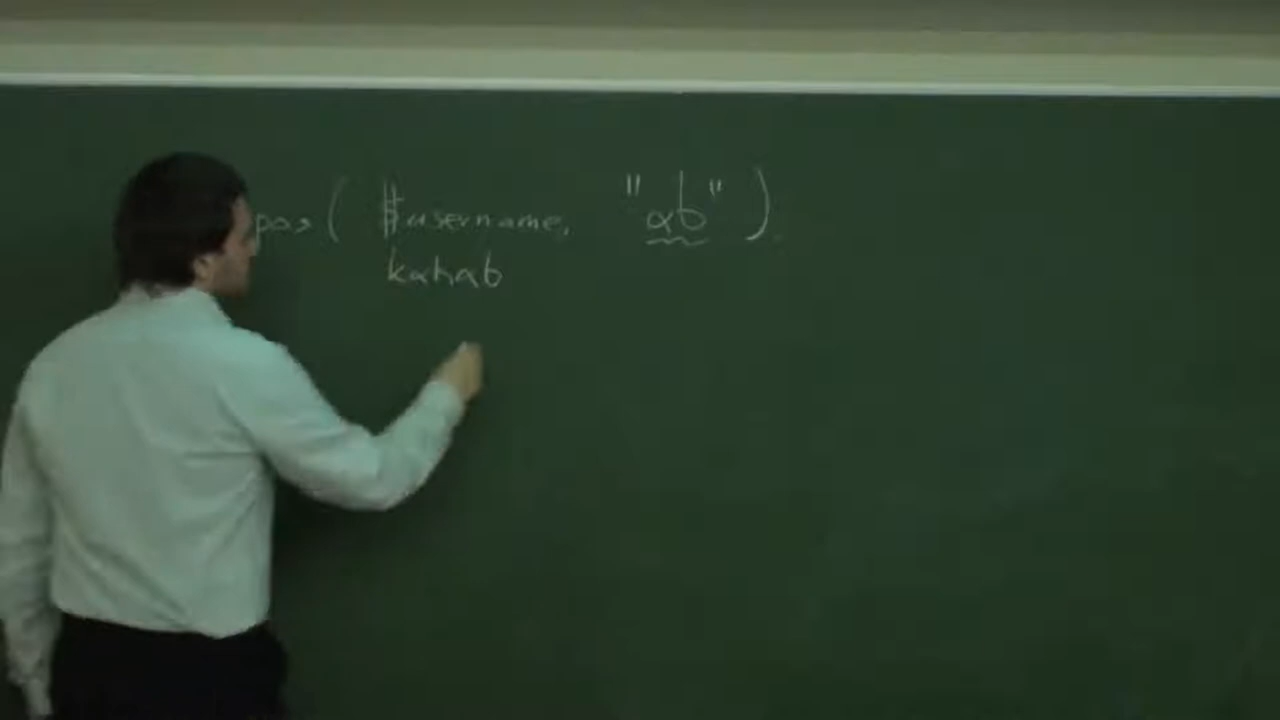 pos( $username, "ab" )
kahab